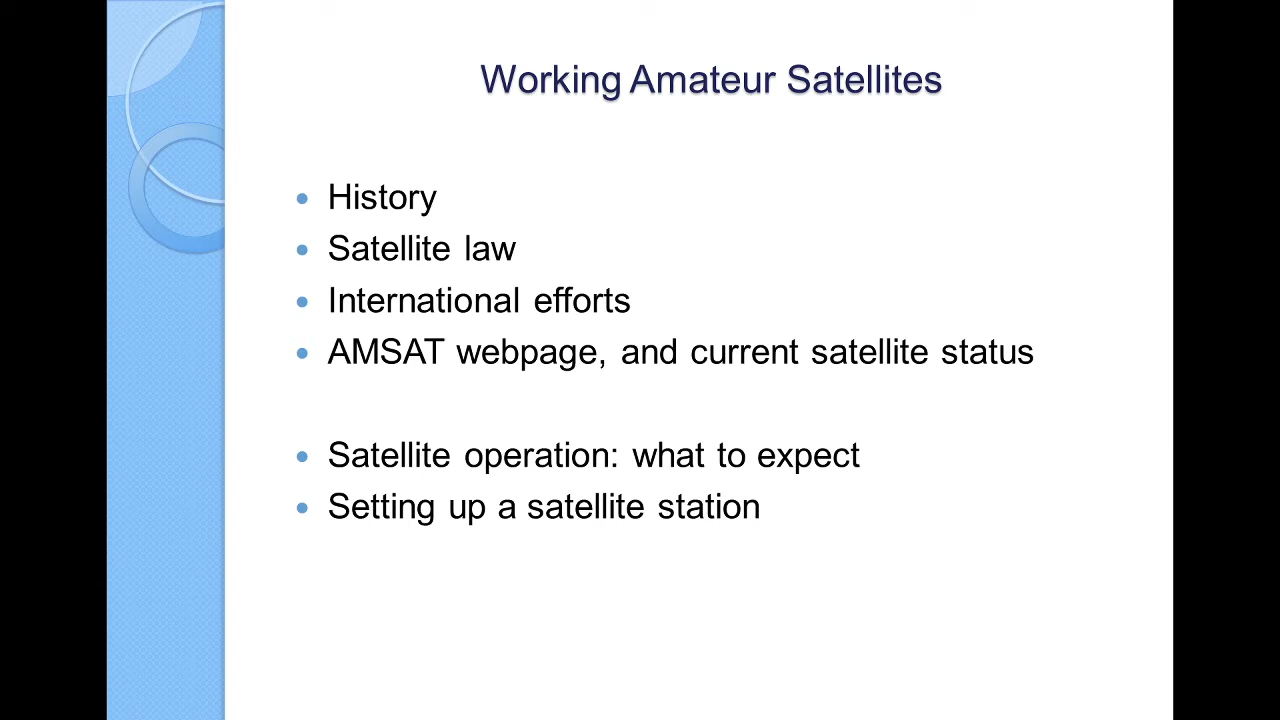 Working Amateur Satellites
• History
• Satellite law
• International efforts
• AMSAT webpage, and current satellite status
• Satellite operation: what to expect
• Setting up a satellite station